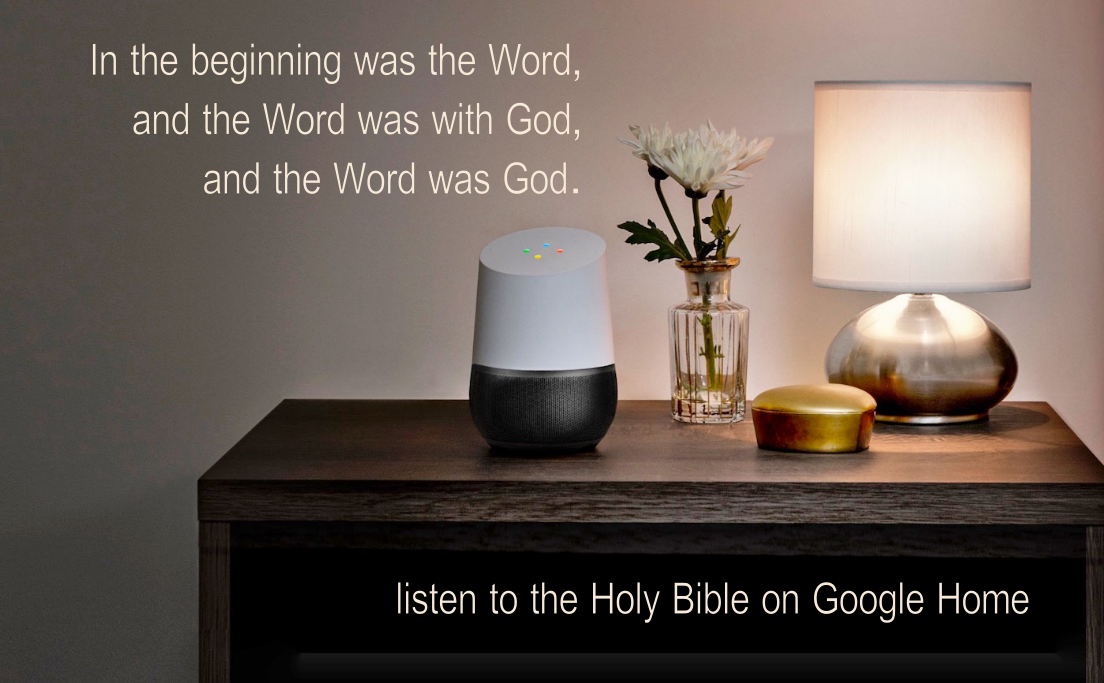 In the beginning was the Word,
and the Word was with God,
and the Word was God.
listen to the Holy Bible on Google Home